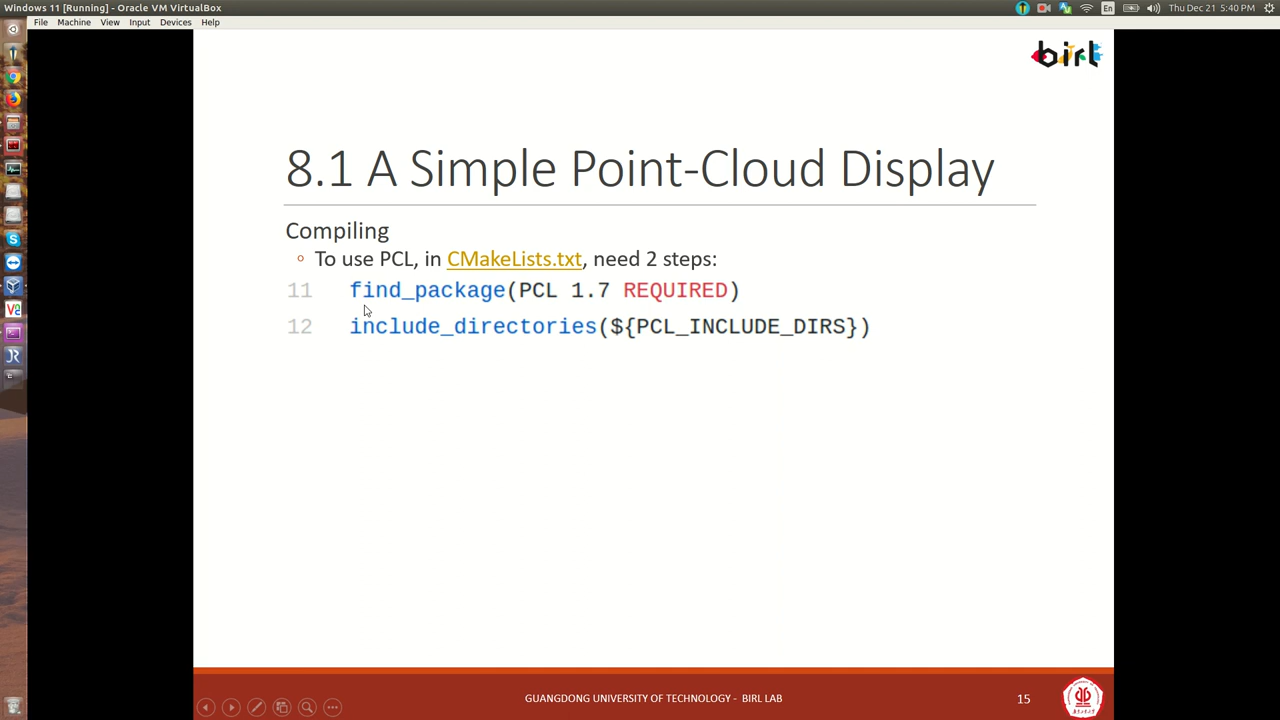 Windows 11 [Running] - Oracle VM VirtualBox
En
Thu Dec 21 5:40 PM
File Machine View Input Devices Help
birl
8.1 A Simple Point-Cloud Display
Compiling
To use PCL, in CMakeLists.txt, need 2 steps:
11 find_package(PCL 1.7 REQUIRED)
12 include_directories(${PCL_INCLUDE_DIRS})
GUANGDONG UNIVERSITY OF TECHNOLOGY - BIRL LAB
15